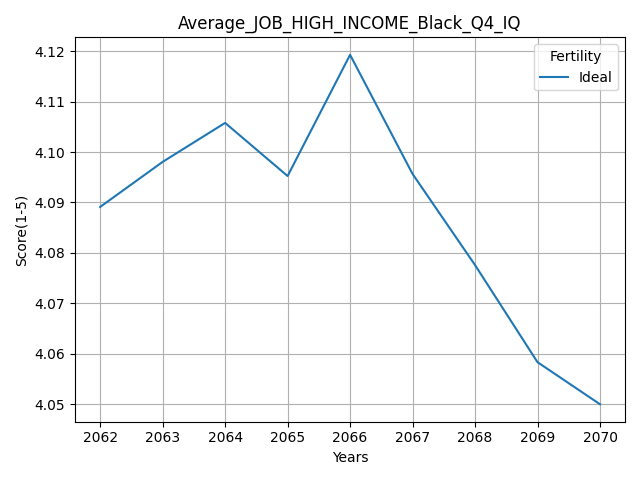 Average_JOB_HIGH_INCOME_Black_Q4_IQ
Fertility
Ideal
4.12
4.11
4.10
4.09
4.08
4.07
4.06
4.05
Score(1-5)
2062 2063 2064 2065 2066 2067 2068 2069 2070
Years